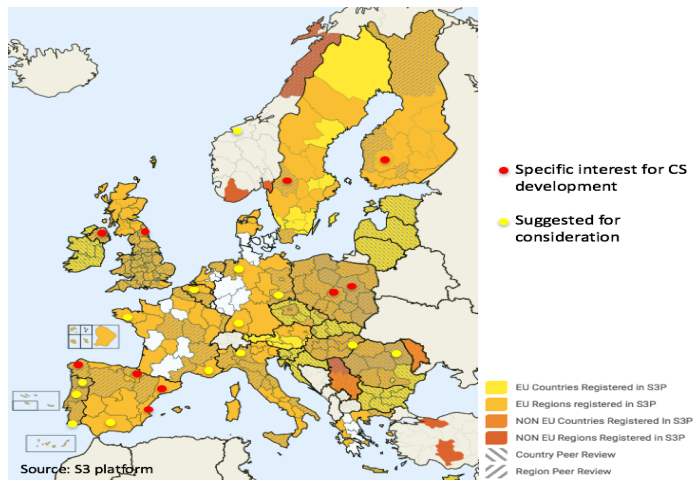 Specific interest for CS
development
Suggested for
consideration
EU Countries Registered in S3P
EU Regions registered in S3P
NON EU Countries Registered In S3P
NON EU Regions Registered in S3P
Country Peer Review
Region Peer Review
Source: S3 platform